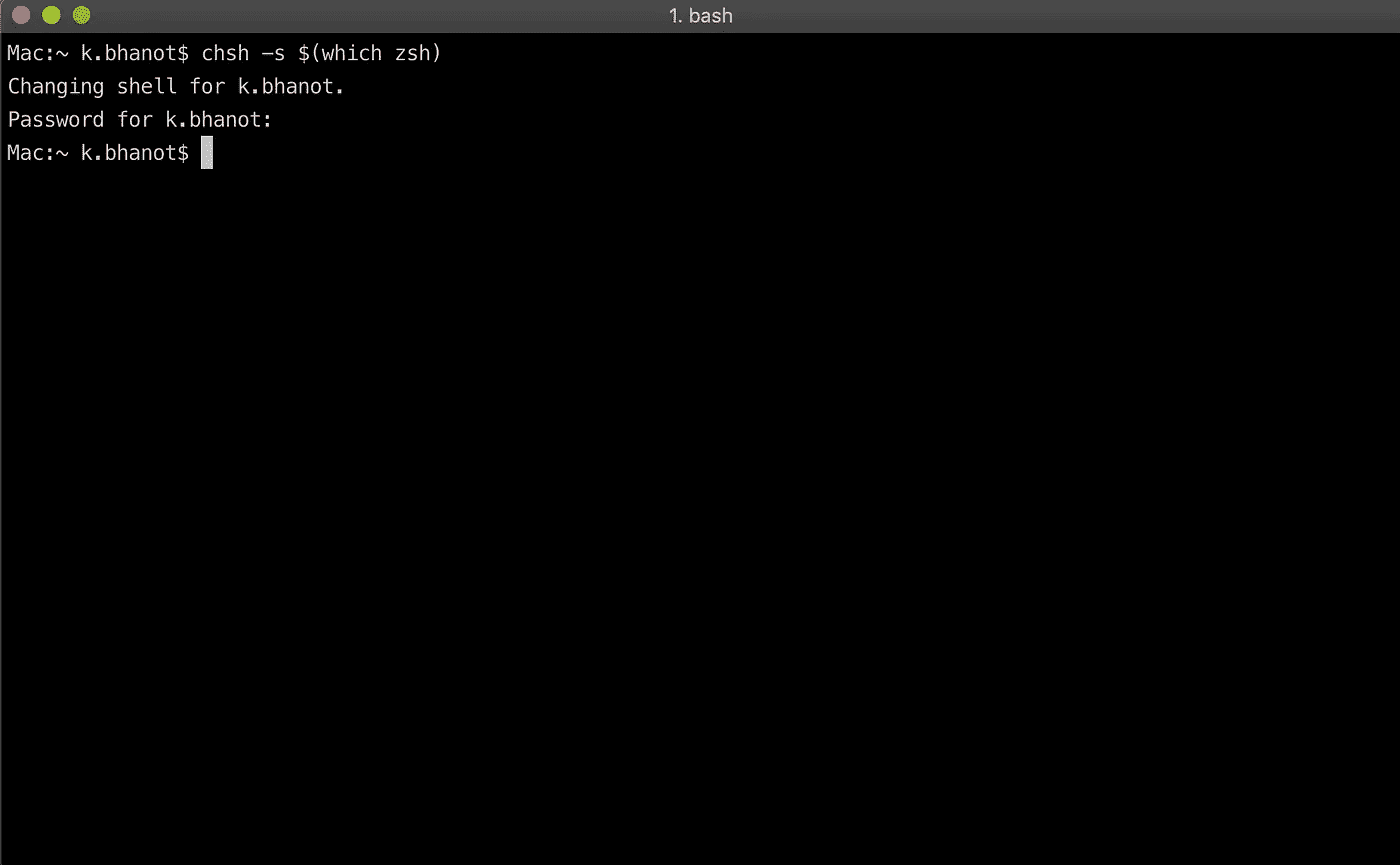 1. bash
Mac:~ k.bhanot$ chsh -s $(which zsh)
Changing shell for k.bhanot.
Password for k.bhanot:
Mac:~ k.bhanot$